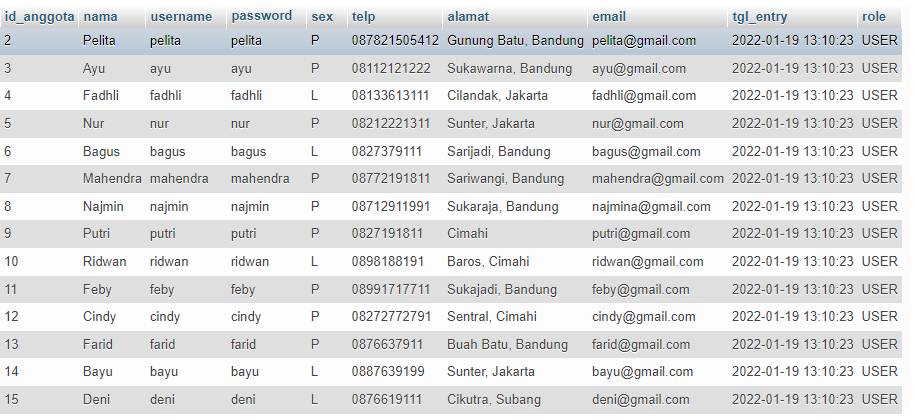 id_anggota nama username password sex telp alamat email tgl_entry role
2 Pelita pelita pelita P 087821505412 Gunung Batu, Bandung pelita@gmail.com 2022-01-19 13:10:23 USER
3 Ayu ayu ayu P 08112121222 Sukawarna, Bandung ayu@gmail.com 2022-01-19 13:10:23 USER
4 Fadhli fadhli fadhli L 08133613111 Cilandak, Jakarta fadhli@gmail.com 2022-01-19 13:10:23 USER
5 Nur nur nur P 08212221311 Sunter, Jakarta nur@gmail.com 2022-01-19 13:10:23 USER
6 Bagus bagus bagus L 0827379111 Sarijadi, Bandung bagus@gmail.com 2022-01-19 13:10:23 USER
7 Mahendra mahendra mahendra P 08772191811 Sariwangi, Bandung mahendra@gmail.com 2022-01-19 13:10:23 USER
8 Najmin najmin najmin P 08712911991 Sukaraja, Bandung najmina@gmail.com 2022-01-19 13:10:23 USER
9 Putri putri putri P 0827191811 Cimahi putri@gmail.com 2022-01-19 13:10:23 USER
10 Ridwan ridwan ridwan L 0898188191 Baros, Cimahi ridwan@gmail.com 2022-01-19 13:10:23 USER
11 Feby feby feby P 08991717711 Sukajadi, Bandung feby@gmail.com 2022-01-19 13:10:23 USER
12 Cindy cindy cindy P 08272772791 Sentral, Cimahi cindy@gmail.com 2022-01-19 13:10:23 USER
13 Farid farid farid P 0876637911 Buah Batu, Bandung farid@gmail.com 2022-01-19 13:10:23 USER
14 Bayu bayu bayu L 0887639199 Sunter, Jakarta bayu@gmail.com 2022-01-19 13:10:23 USER
15 Deni deni deni L 0876619111 Cikutra, Subang deni@gmail.com 2022-01-19 13:10:23 USER